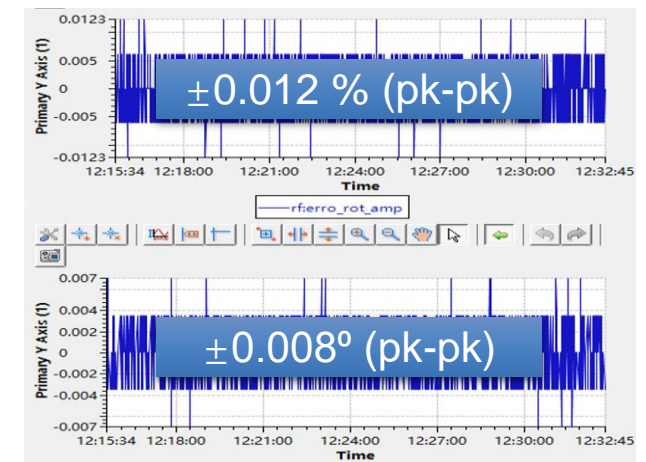 0.0123
0.005
0
-0.005
-0.0123
Primary Y Axis (1)
±0.012 % (pk-pk)
12:15:34 12:18:00 12:21:00 12:24:00 12:27:00 12:30:00 12:32:45
Time
rf:erro_rot_amp
0.007
0.004
0.002
0
-0.002
-0.004
-0.007
Primary Y Axis (1)
±0.008º (pk-pk)
12:15:34 12:18:00 12:21:00 12:24:00 12:27:00 12:30:00 12:32:45
Time